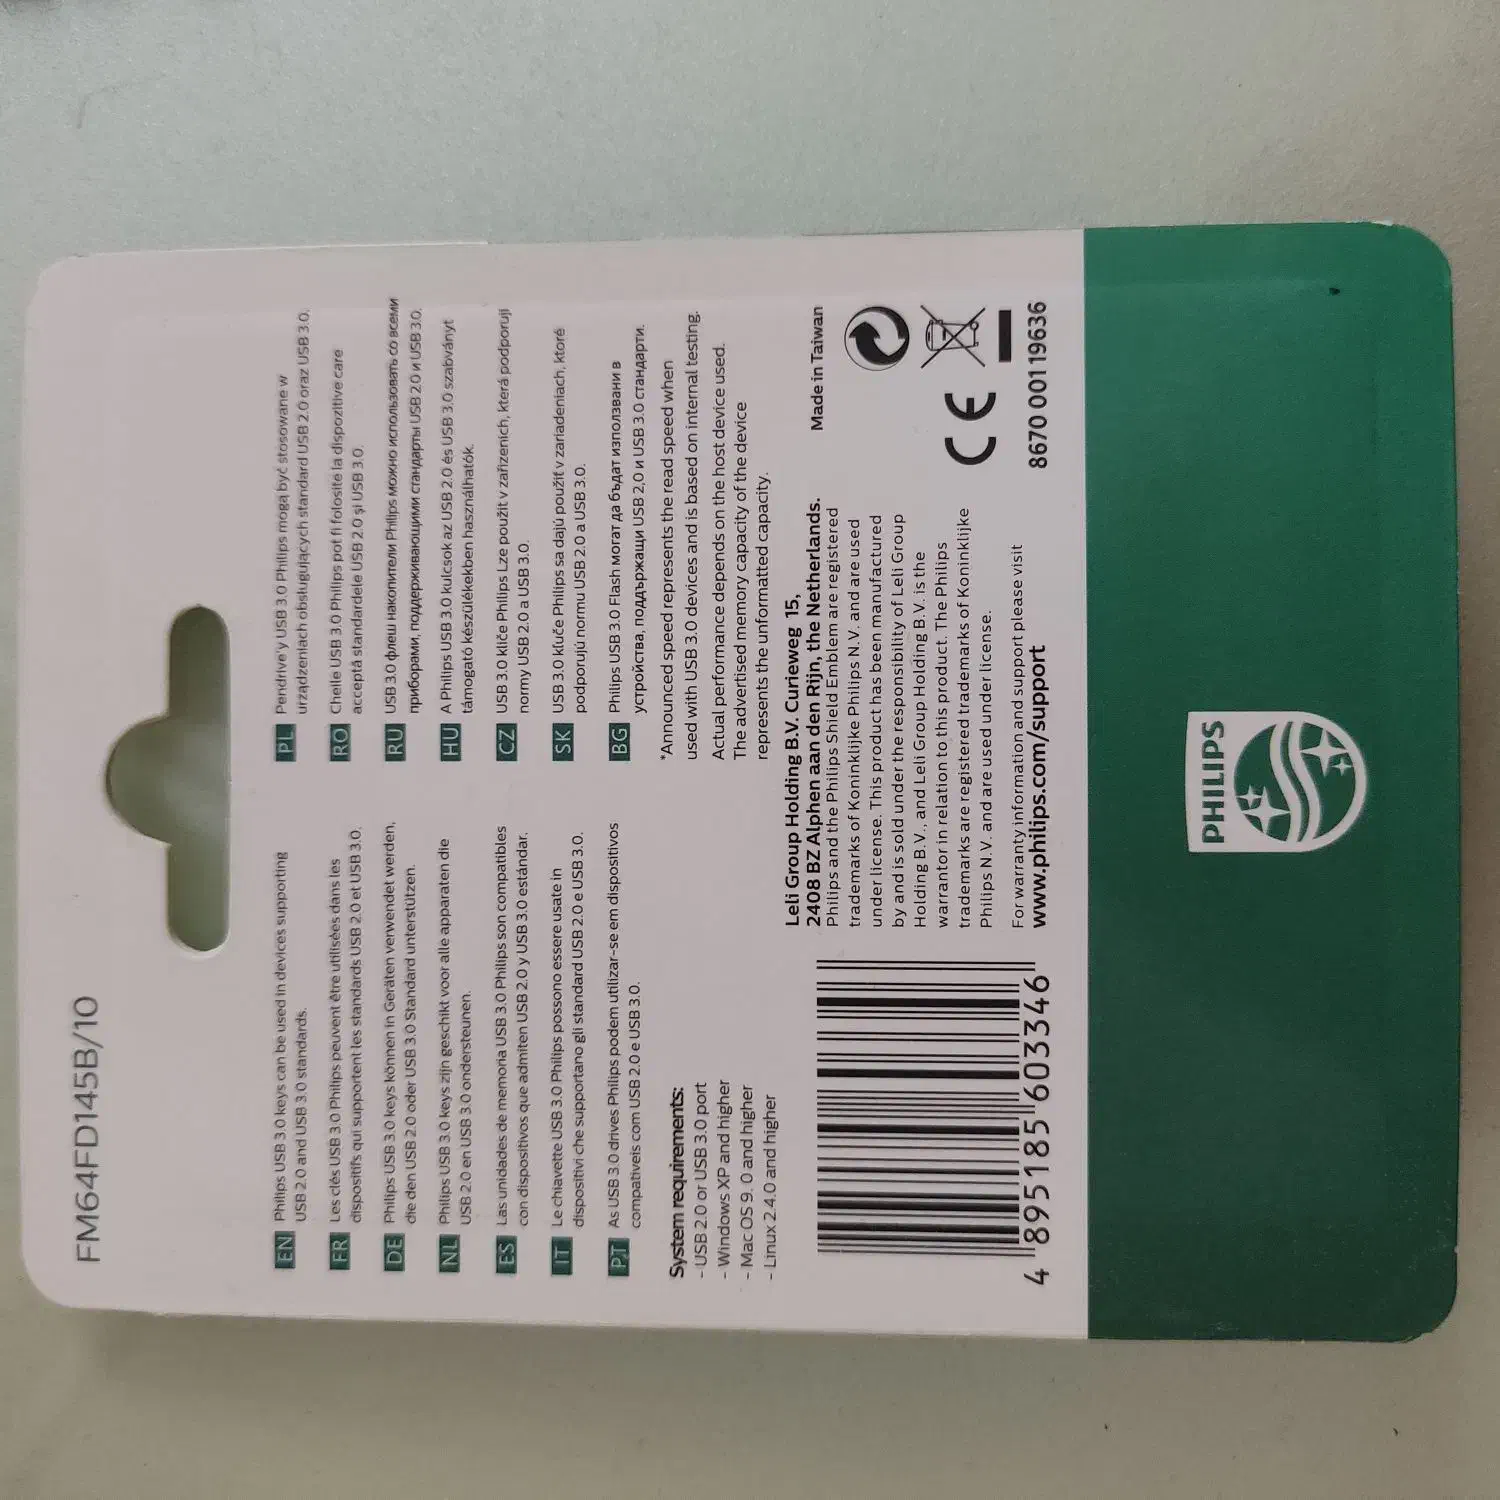 FM64FD145B/10
EN Philips USB 3.0 keys can be used in devices supporting
USB 2.0 and USB 3.0 standards.
FR Les clés USB 3.0 Philips peuvent être utilisées dans les
dispositifs qui supportent les standards USB 2.0 et USB 3.0.
DE Philips USB 3.0 keys können in Geräten verwendet werden,
die den USB 2.0 oder USB 3.0 Standard unterstützen.
NL Philips USB 3.0 keys zijn geschikt voor alle apparaten die
USB 2.0 en USB 3.0 ondersteunen.
ES Las unidades de memoria USB 3.0 Philips son compatibles
con dispositivos que admiten USB 2.0 y USB 3.0 estándar.
IT Le chiavette USB 3.0 Philips possono essere usate in
dispositivi che supportano gli standard USB 2.0 e USB 3.0.
PT As USB 3.0 drives Philips podem utilizar-se em dispositivos
compatíveis com USB 2.0 e USB 3.0.
System requirements:
- USB 2.0 or USB 3.0 port
- Windows XP and higher
- Mac OS 9. 0 and higher
- Linux 2.4.0 and higher
PL Pendrive'y USB 3.0 Philips mogą być stosowane w
urządzeniach obsługujących standard USB 2.0 oraz USB 3.0.
RO Cheile USB 3.0 Philips pot fi folosite la dispozitive care
acceptă standardele USB 2.0 și USB 3.0.
RU USB 3.0 флеш накопители Philips можно использовать со всеми
приборами, поддерживающими стандарты USB 2.0 и USB 3.0.
HU A Philips USB 3.0 kulcsok az USB 2.0 és USB 3.0 szabványt
támogató készülékekben használhatók.
CZ USB 3.0 klíče Philips Lze použít v zařízeních, která podporují
normy USB 2.0 a USB 3.0.
SK USB 3.0 kľuče Philips sa dajú použiť v zariadeniach, ktoré
podporujú normu USB 2.0 a USB 3.0.
BG Philips USB 3.0 Flash могат да бъдат използвани в
устройства, поддържащи USB 2,0 и USB 3.0 стандарти.
*Announced speed represents the read speed when
used with USB 3.0 devices and is based on internal testing.
Actual performance depends on the host device used.
The advertised memory capacity of the device
represents the unformatted capacity.
4 895185 603346
Leli Group Holding B.V. Curieweg 15,
2408 BZ Alphen aan den Rijn, the Netherlands.
Philips and the Philips Shield Emblem are registered
trademarks of Koninklijke Philips N.V. and are used
under license. This product has been manufactured
by and is sold under the responsibility of Leli Group
Holding B.V., and Leli Group Holding B.V. is the
warrantor in relation to this product. The Philips
trademarks are registered trademarks of Koninklijke
Philips N.V. and are used under license.
For warranty information and support please visit
www.philips.com/support
Made in Taiwan
CE
8670 001 19636
PHILIPS